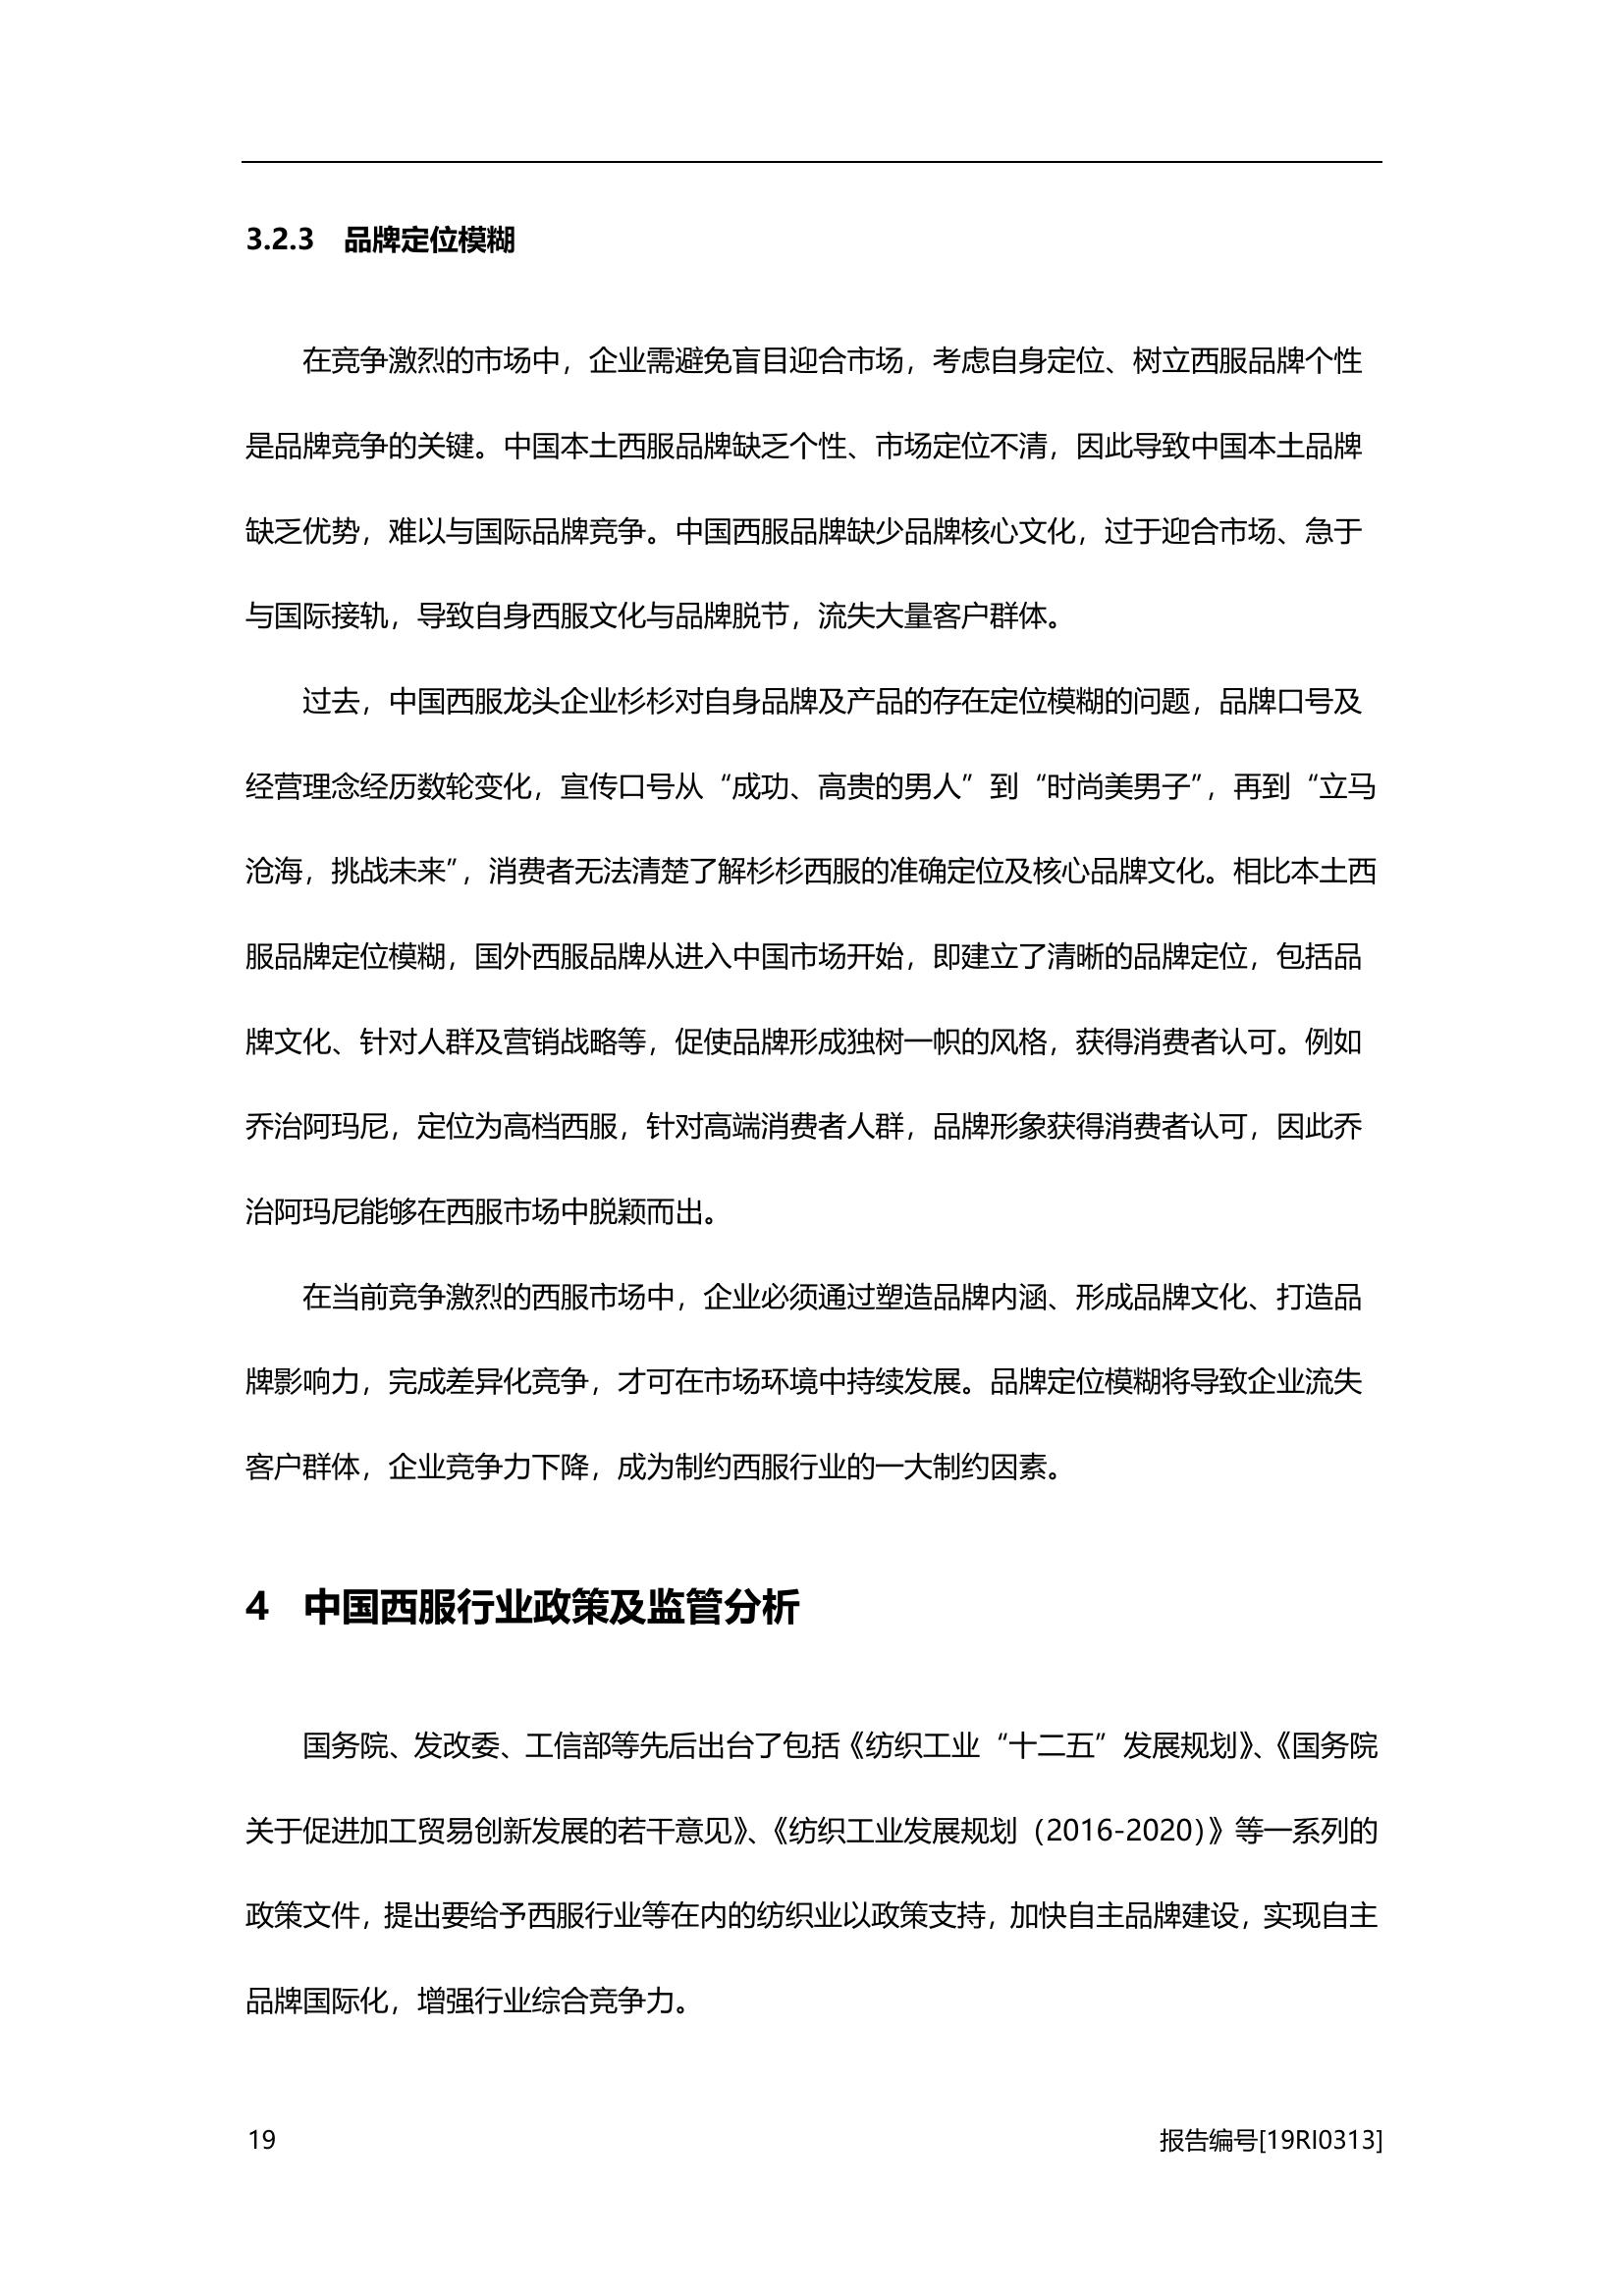 3.2.3 品牌定位模糊
在竞争激烈的市场中，企业需避免盲目迎合市场，考虑自身定位、树立西服品牌个性
是品牌竞争的关键。中国本土西服品牌缺乏个性、市场定位不清，因此导致中国本土品牌
缺乏优势，难以与国际品牌竞争。中国西服品牌缺少品牌核心文化，过于迎合市场、急于
与国际接轨，导致自身西服文化与品牌脱节，流失大量客户群体。
过去，中国西服龙头企业杉杉对自身品牌及产品的存在定位模糊的问题，品牌口号及
经营理念经历数轮变化，宣传口号从“成功、高贵的男人”到“时尚美男子”，再到“立马
沧海，挑战未来”，消费者无法清楚了解杉杉西服的准确定位及核心品牌文化。相比本土西
服品牌定位模糊，国外西服品牌从进入中国市场开始，即建立了清晰的品牌定位，包括品
牌文化、针对人群及营销战略等，促使品牌形成独树一帜的风格，获得消费者认可。例如
乔治阿玛尼，定位为高档西服，针对高端消费者人群，品牌形象获得消费者认可，因此乔
治阿玛尼能够在西服市场中脱颖而出。
在当前竞争激烈的西服市场中，企业必须通过塑造品牌内涵、形成品牌文化、打造品
牌影响力，完成差异化竞争，才可在市场环境中持续发展。品牌定位模糊将导致企业流失
客户群体，企业竞争力下降，成为制约西服行业的一大制约因素。
4 中国西服行业政策及监管分析
国务院、发改委、工信部等先后出台了包括《纺织工业“十二五”发展规划》、《国务院
关于促进加工贸易创新发展的若干意见》、《纺织工业发展规划（2016-2020）》等一系列的
政策文件，提出要给予西服行业等在内的纺织业以政策支持，加快自主品牌建设，实现自主
品牌国际化，增强行业综合竞争力。
19 报告编号[19RI0313]